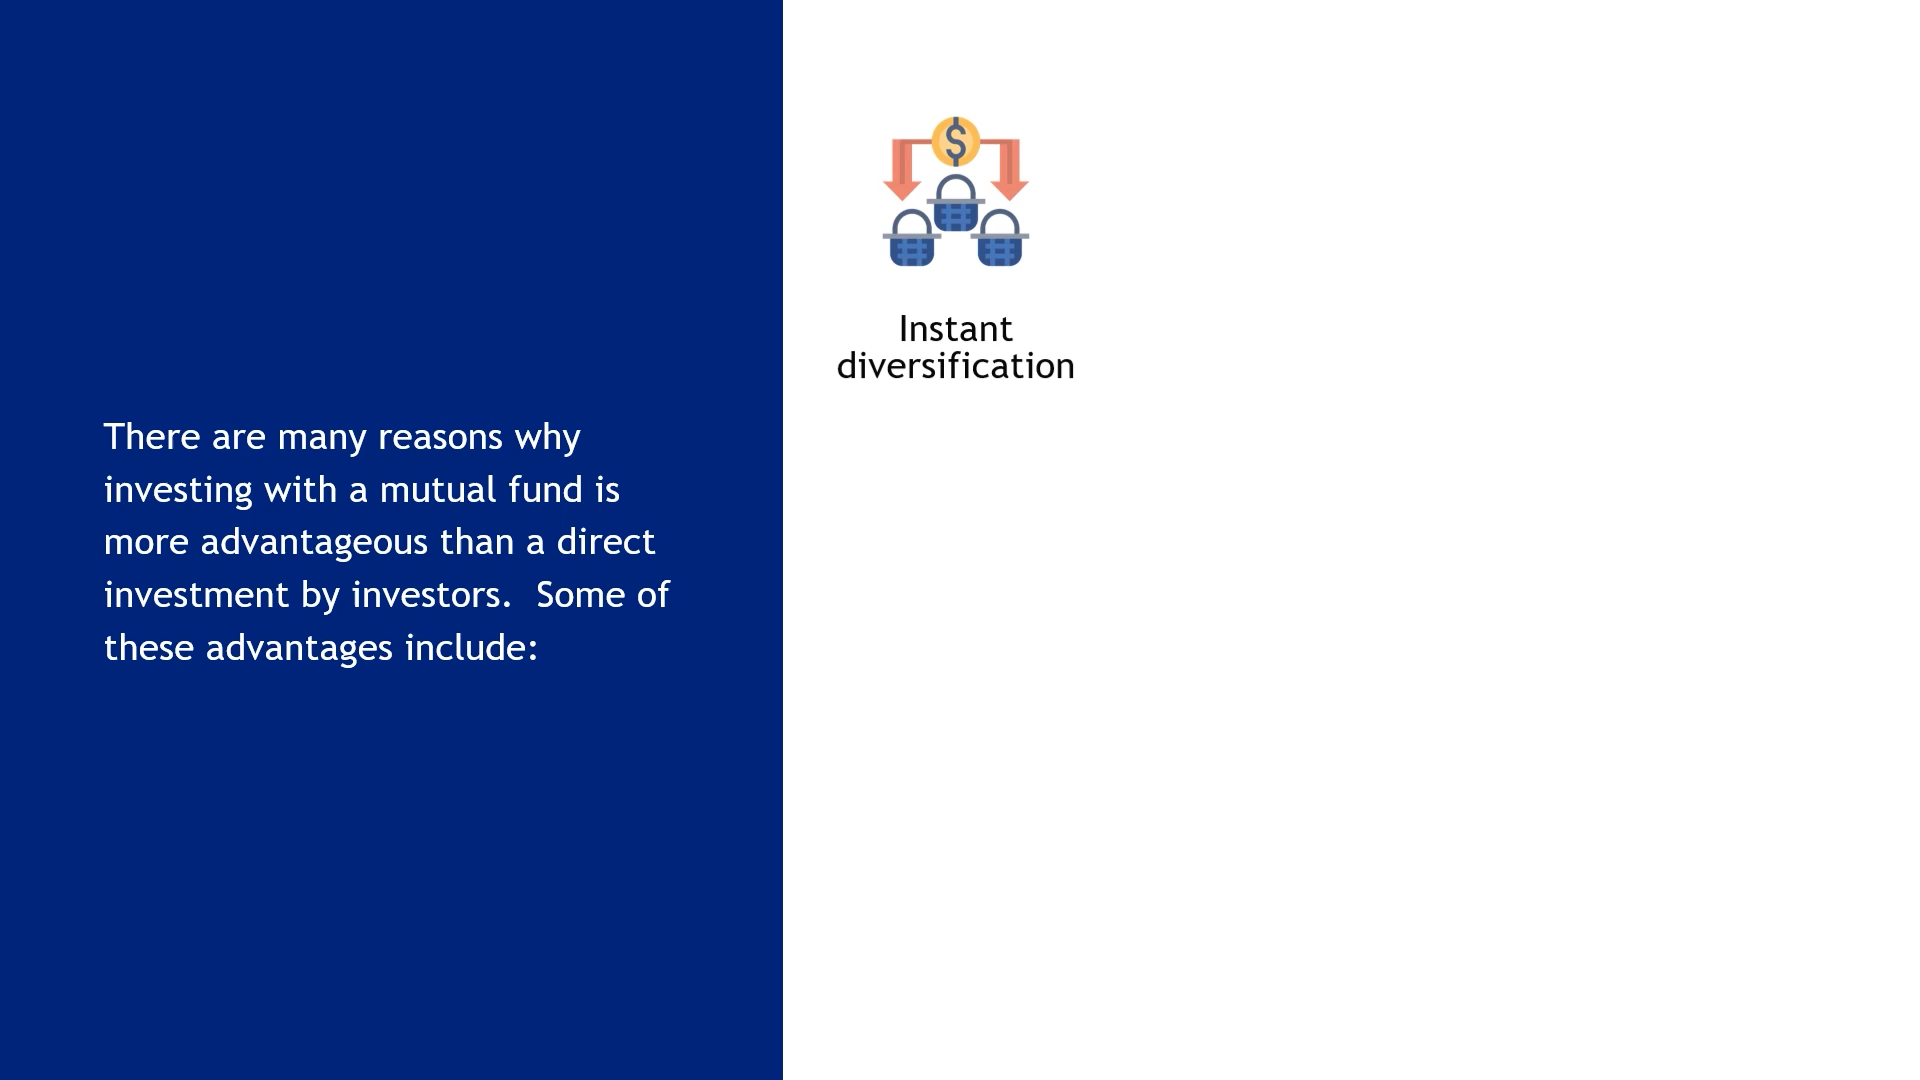 There are many reasons why
investing with a mutual fund is
more advantageous than a direct
investment by investors.  Some of
these advantages include:
$
Instant
diversification